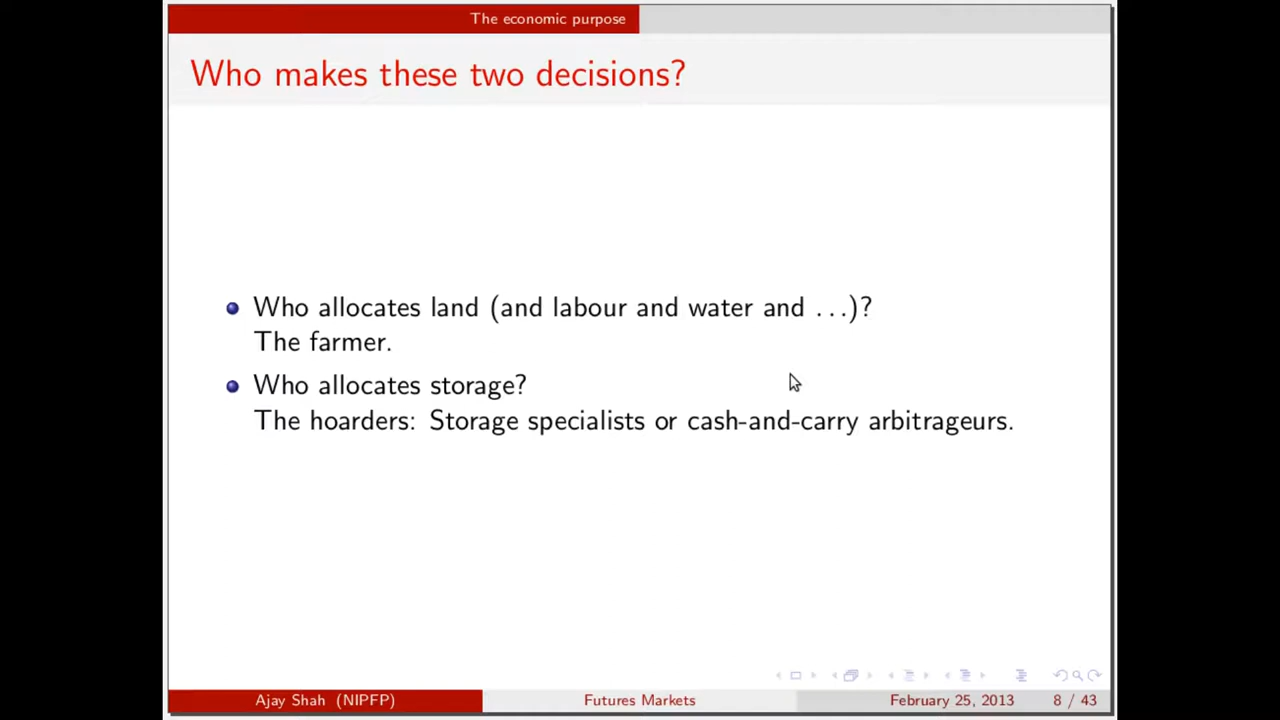 The economic purpose
Who makes these two decisions?
Who allocates land (and labour and water and . . .)?
The farmer.
Who allocates storage?
The hoarders: Storage specialists or cash-and-carry arbitrageurs.
Ajay Shah (NIPFP)
Futures Markets
February 25, 2013
8 / 43